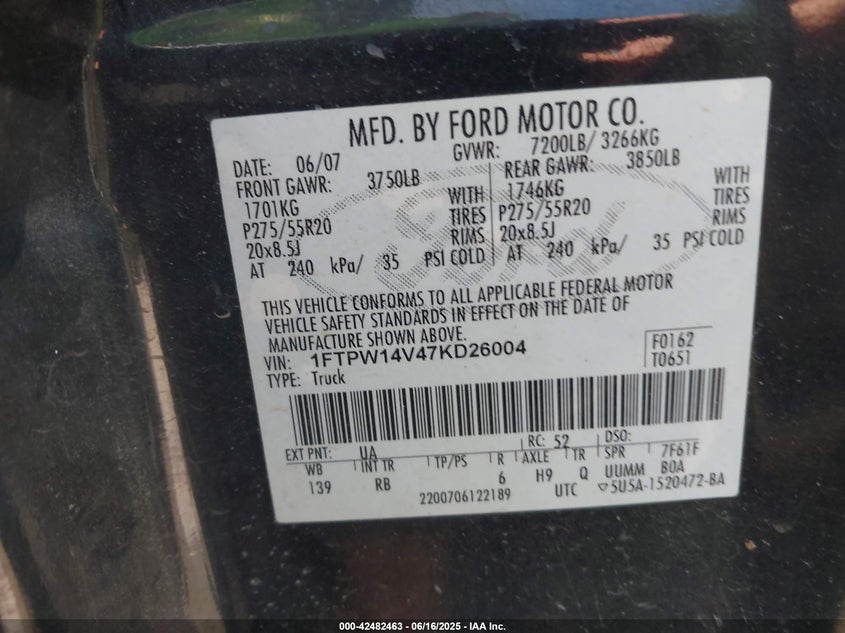 MFD. BY FORD MOTOR CO.
DATE: 06/07 GVWR: 7200LB/ 3266KG
FRONT GAWR: 3750LB REAR GAWR: 3850LB
1701KG WITH 1746KG WITH
P275/55R20 TIRES P275/55R20 TIRES
20x8.5J RIMS 20x8.5J RIMS
AT 240 kPa/ 35 PSI COLD AT 240 kPa/ 35 PSI COLD
Ford
THIS VEHICLE CONFORMS TO ALL APPLICABLE FEDERAL MOTOR
VEHICLE SAFETY STANDARDS IN EFFECT ON THE DATE OF
MANUFACTURE SHOWN ABOVE.
VIN: 1FTPW14V47KD26004 F0162
TYPE: Truck T0651
EXT PNT: UA RC: 52 DSO:
WB INT TR TP/PS R AXLE TR SPR 7F61F
139 RB 6 H9 Q UUMM BOA
2200706122189 UTC ▽5U5A-1520472-BA
000-42482463 - 06/16/2025 - IAA Inc.